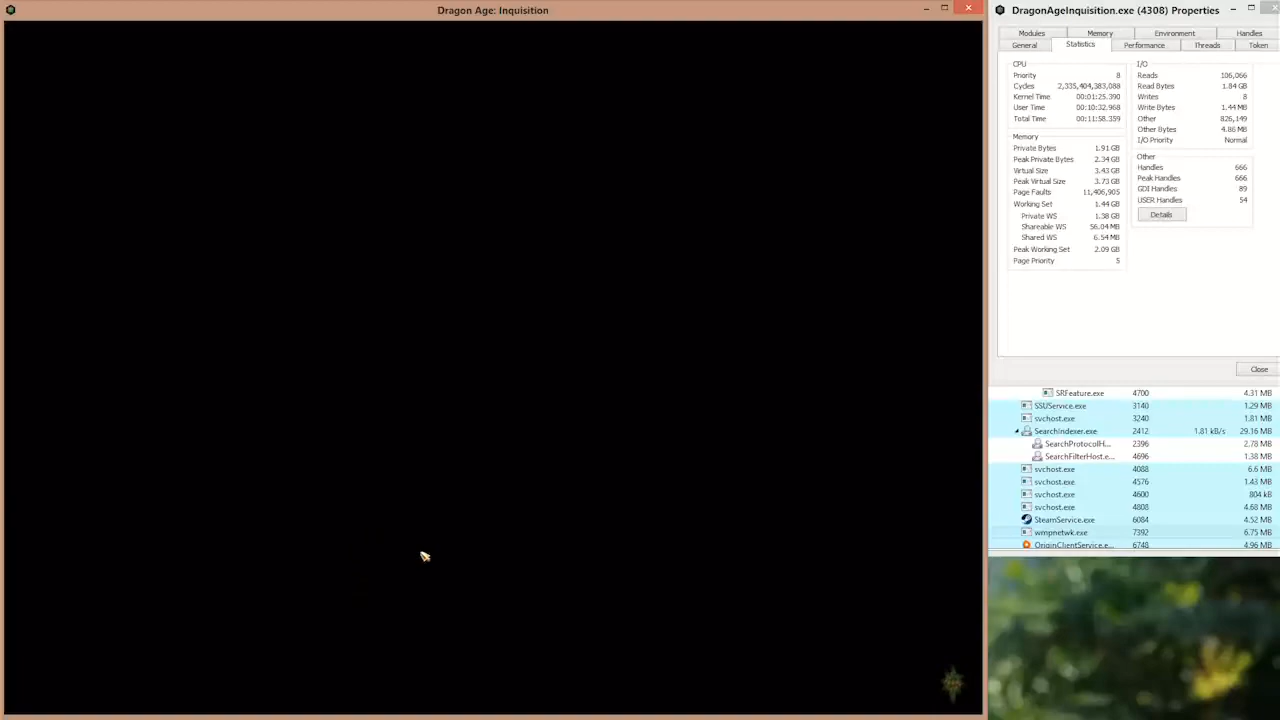 Dragon Age: Inquisition
DragonAgeInquisition.exe (4308) Properties
Modules Memory Environment Handles
General Statistics Performance Threads Token
CPU
Priority 8
Cycles 2,335,404,383,088
Kernel Time 00:01:25.390
User Time 00:10:32.968
Total Time 00:11:58.359
Memory
Private Bytes 1.91 GB
Peak Private Bytes 2.34 GB
Virtual Size 3.43 GB
Peak Virtual Size 3.73 GB
Page Faults 11,406,905
Working Set 1.44 GB
Private WS 1.38 GB
Shareable WS 56.04 MB
Shared WS 6.54 MB
Peak Working Set 2.09 GB
Page Priority 5
I/O
Reads 106,066
Read Bytes 1.84 GB
Writes 8
Write Bytes 1.44 MB
Other 826,149
Other Bytes 4.86 MB
I/O Priority Normal
Other
Handles 666
Peak Handles 666
GDI Handles 89
USER Handles 54
Details
Close
SRFeature.exe 4700 4.31 MB
SSUService.exe 3140 1.29 MB
svchost.exe 3240 1.81 MB
SearchIndexer.exe 2412 1.81 kB/s 29.16 MB
SearchProtocolH... 2396 2.78 MB
SearchFilterHost.e... 4696 1.38 MB
svchost.exe 4088 6.6 MB
svchost.exe 4576 1.43 MB
svchost.exe 4600 804 kB
svchost.exe 4808 4.68 MB
SteamService.exe 6084 4.52 MB
wmpnetwk.exe 7392 6.75 MB
OriginClientService.e... 6748 4.96 MB